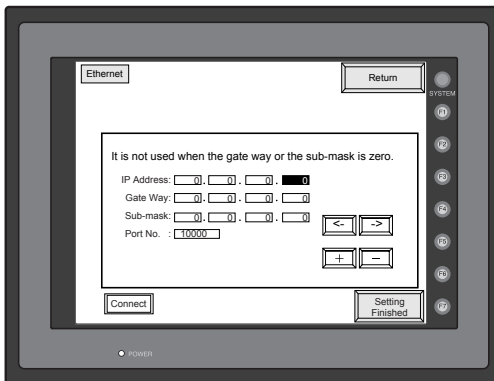 Ethernet
Return
SYSTEM
F1
F2
It is not used when the gate way or the sub-mask is zero.
IP Address: 0. 0. 0. 0
F3
Gate Way: 0. 0. 0. 0
F4
Sub-mask: 0. 0. 0. 0
<- ->
Port No. : 10000
F5
+ −
F6
Connect
Setting
Finished
F7
POWER